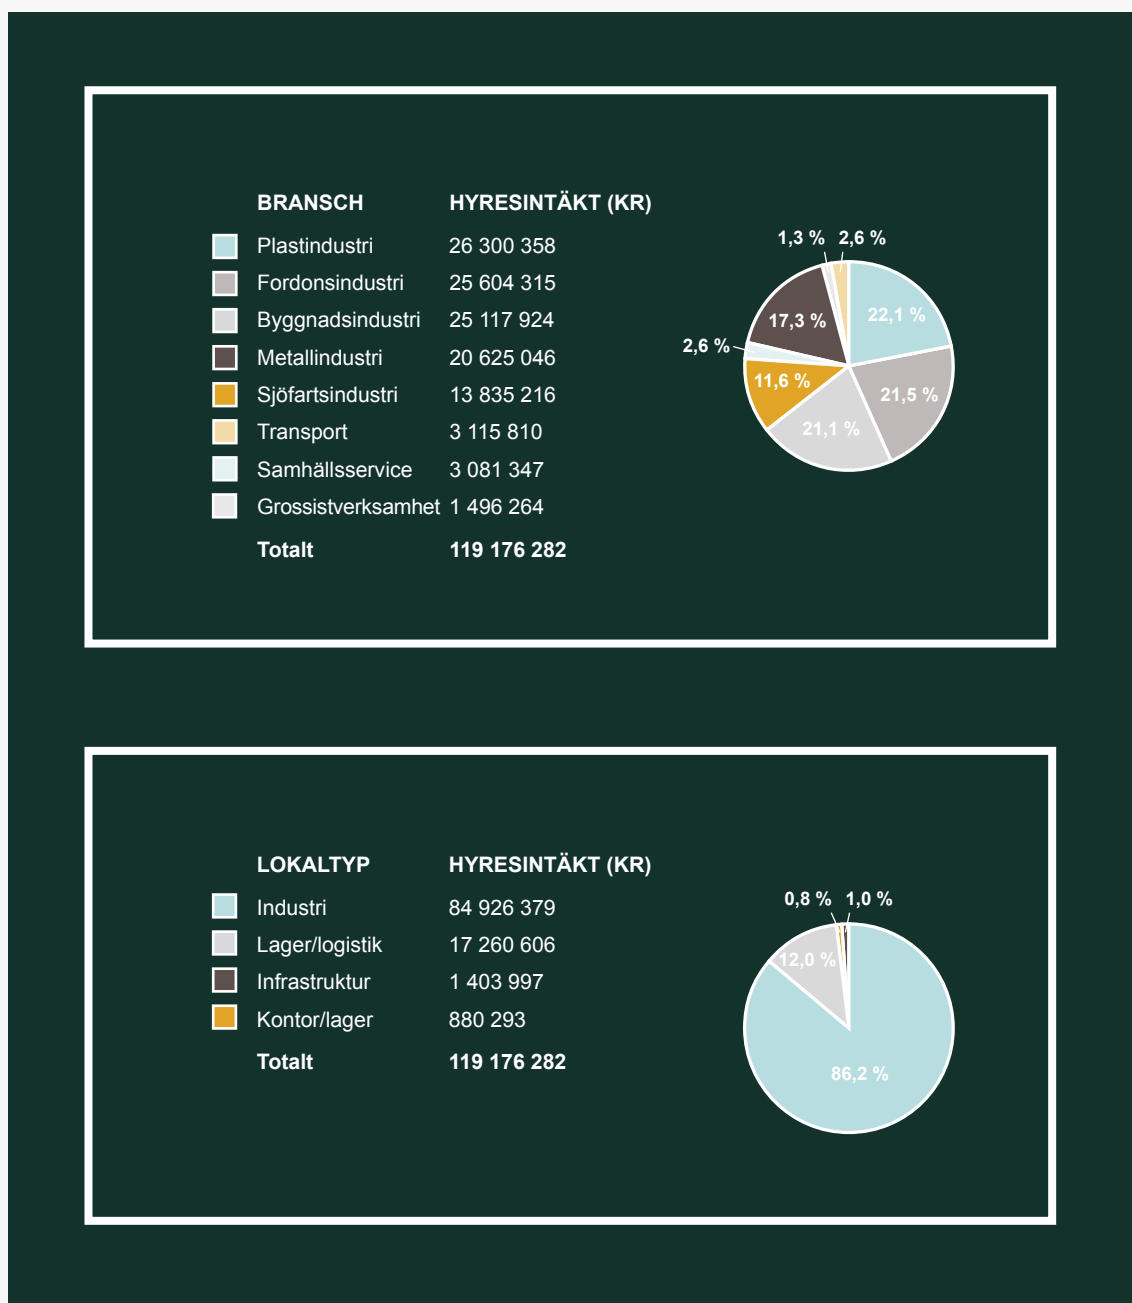 BRANSCH HYRESINTÄKT (KR)
Plastindustri 26 300 358
Fordonsindustri 25 604 315
Byggnadsindustri 25 117 924
Metallindustri 20 625 046
Sjöfartsindustri 13 835 216
Transport 3 115 810
Samhällsservice 3 081 347
Grossistverksamhet 1 496 264
Totalt 119 176 282
1,3 % 2,6 %
22,1 %
17,3 %
2,6 %
11,6 %
21,5 %
21,1 %
LOKALTYP HYRESINTÄKT (KR)
Industri 84 926 379
Lager/logistik 17 260 606
Infrastruktur 1 403 997
Kontor/lager 880 293
Totalt 119 176 282
0,8 % 1,0 %
12,0 %
86,2 %